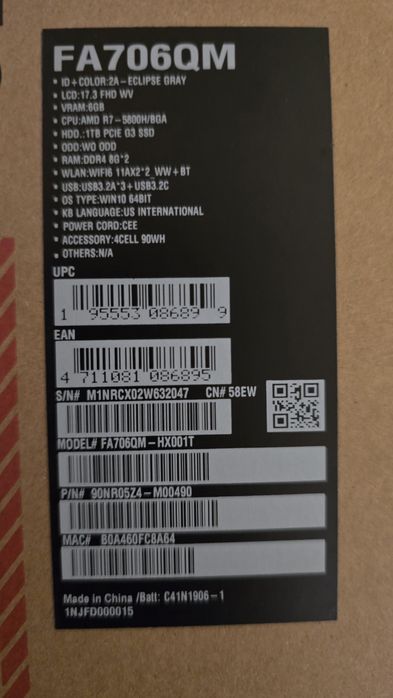 FA706QM
• ID+COLOR:2A-ECLIPSE GRAY
• LCD:17.3 FHD WV
• VRAM:6GB
• CPU:AMD R7-5800H/BGA
• HDD.:1TB PCIE G3 SSD
• ODD:WO ODD
• RAM:DDR4 8G*2
• WLAN:WIFI6 11AX2*2_WW+BT
• USB:USB3.2A*3+USB3.2C
• OS TYPE:WIN10 64BIT
• KB LANGUAGE:US INTERNATIONAL
• POWER CORD:CEE
• ACCESSORY:4CELL 90WH
• OTHERS:N/A
UPC
1 95553 08689 9
EAN
4 711081 086895
S/N# M1NRCX02W632047 CN# 58EW
MODEL# FA706QM-HX001T
P/N# 90NR05Z4-M00490
MAC# B0A460FC8A64
Made in China /Batt: C41N1906-1
1NJFD000015